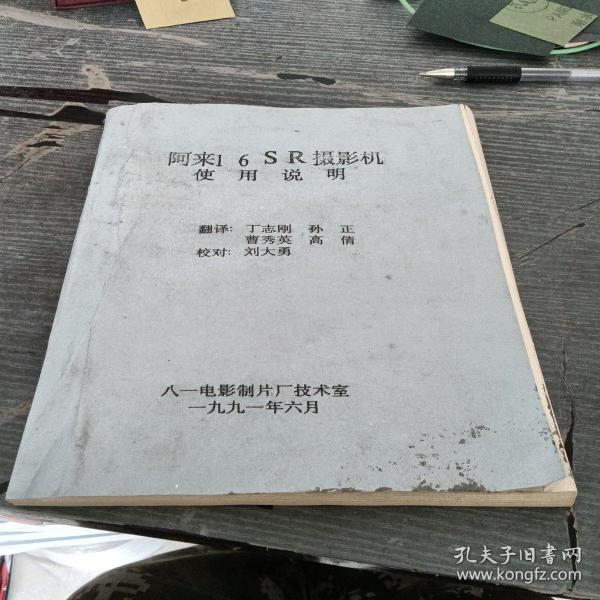 阿来16SR摄影机
使用说明
翻译：丁志刚 孙正
曹秀英 高倩
校对：刘大勇
八一电影制片厂技术室
一九九一年六月
孔夫子旧书网
www.kongfz.com